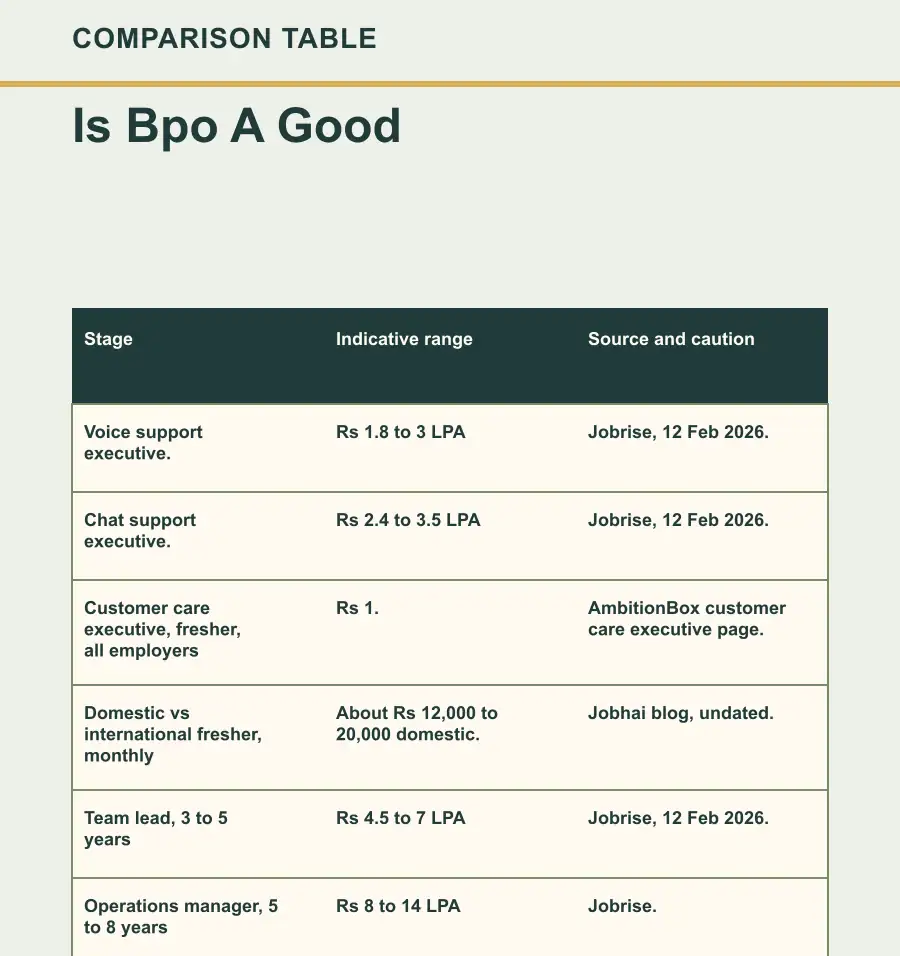 COMPARISON TABLE
Is Bpo A Good
Stage
Indicative range
Source and caution
Voice support
executive.
Rs 1.8 to 3 LPA
Jobrise, 12 Feb 2026.
Chat support
executive.
Rs 2.4 to 3.5 LPA
Jobrise, 12 Feb 2026.
Customer care
executive, fresher,
all employers
Rs 1.
AmbitionBox customer
care executive page.
Domestic vs
international fresher,
monthly
About Rs 12,000 to
20,000 domestic.
Jobhai blog, undated.
Team lead, 3 to 5
years
Rs 4.5 to 7 LPA
Jobrise, 12 Feb 2026.
Operations manager, 5
to 8 years
Rs 8 to 14 LPA
Jobrise.